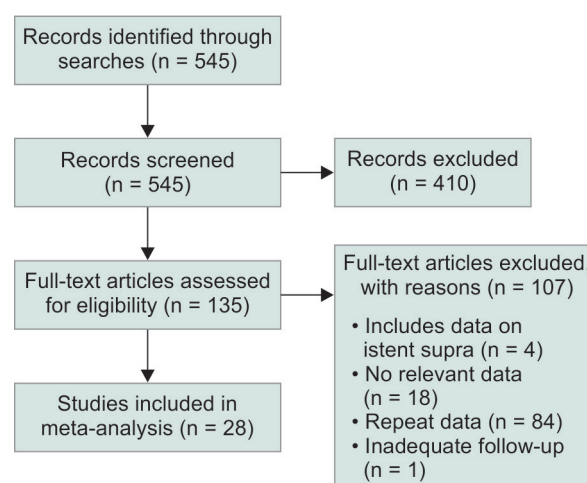 Records identified through
searches (n = 545)
Records screened
(n = 545)
Records excluded
(n = 410)
Full-text articles assessed
for eligibility (n = 135)
Full-text articles excluded
with reasons (n = 107)
• Includes data on
istent supra (n = 4)
• No relevant data
(n = 18)
• Repeat data (n = 84)
• Inadequate follow-up
(n = 1)
Studies included in
meta-analysis (n = 28)